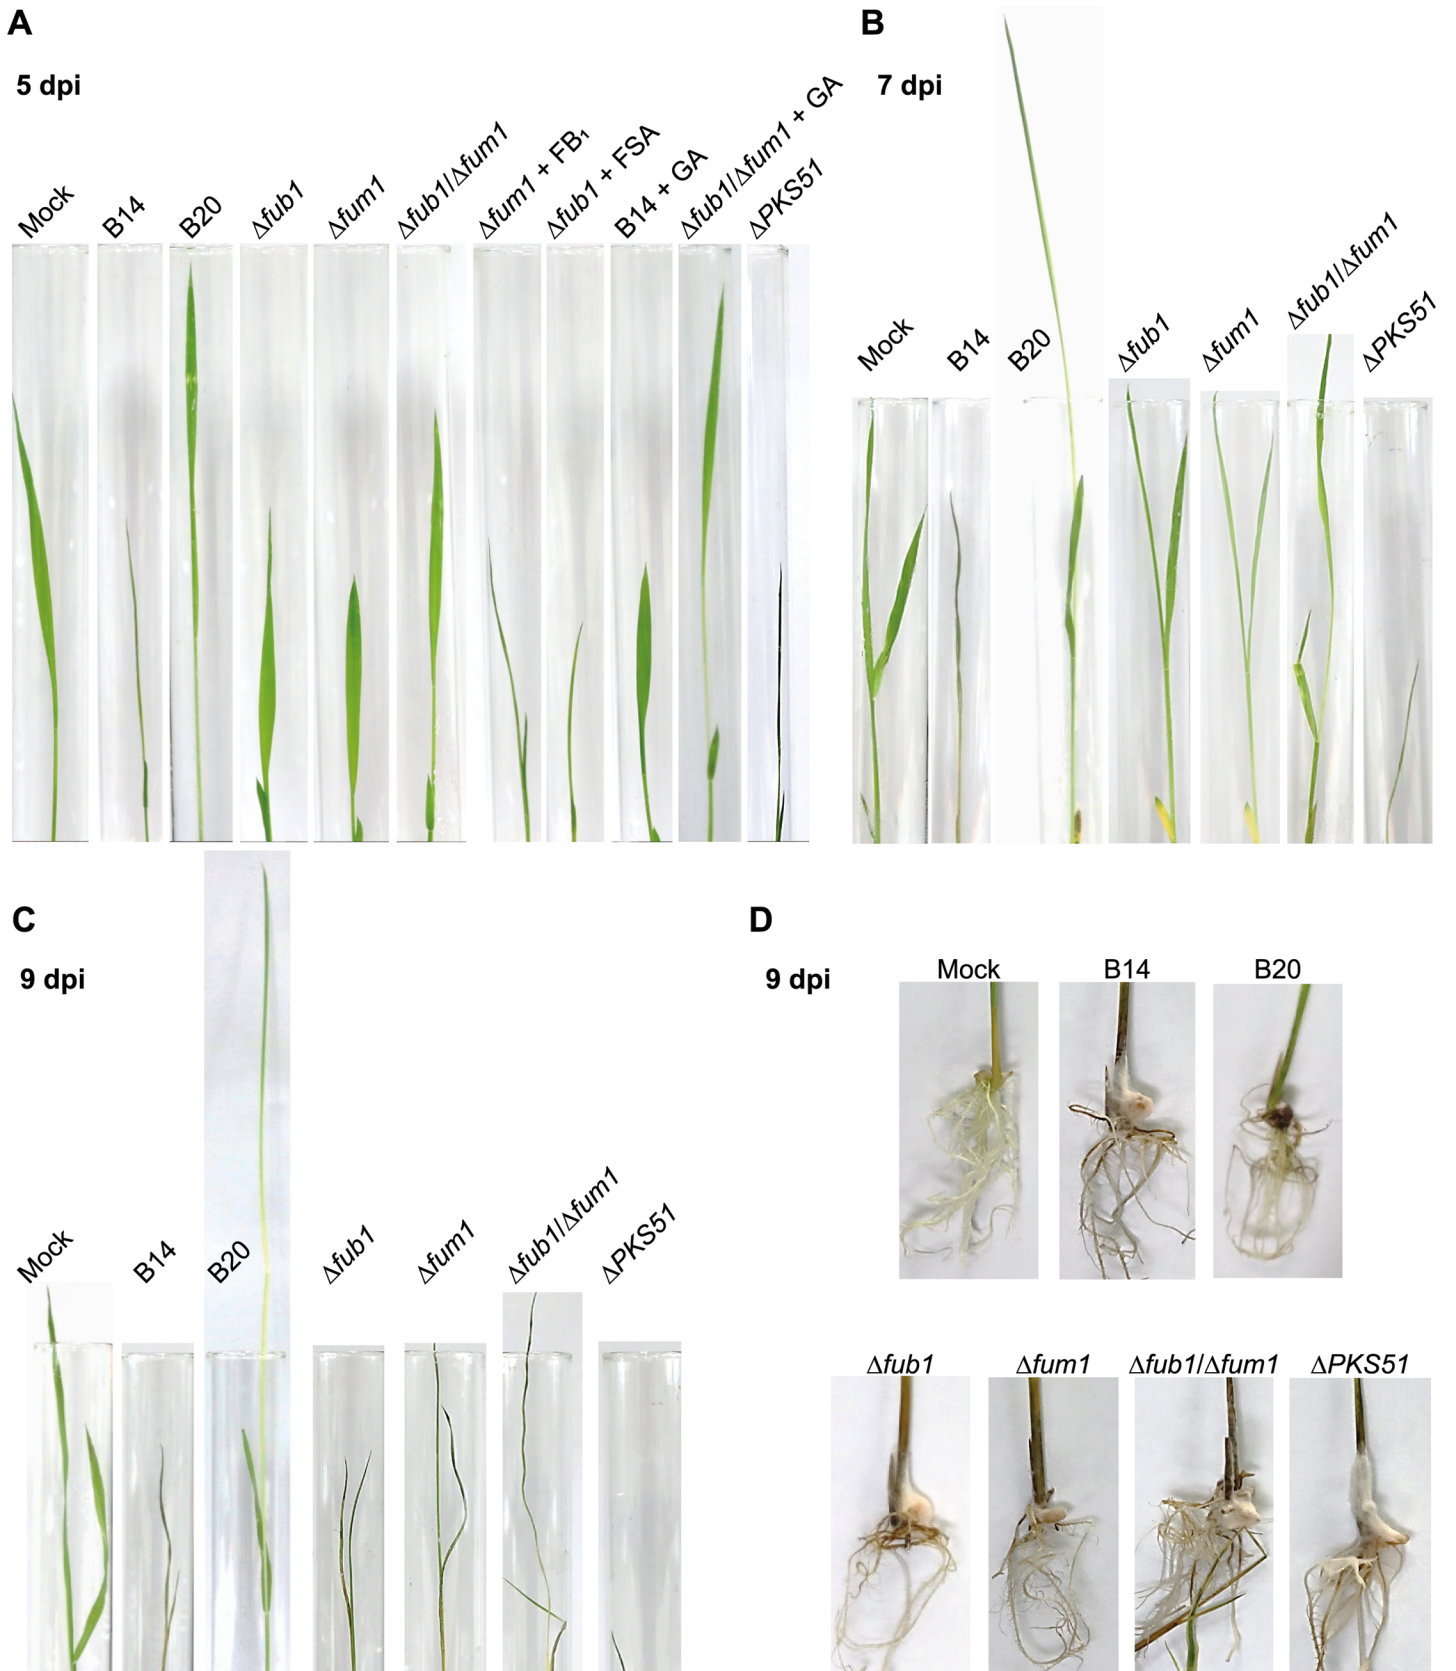 A
5 dpi
Mock
B14
B20
Δfub1
Δfum1
Δfub1/Δfum1
Δfum1 + FB₁
Δfub1 + FSA
B14 + GA
Δfub1/Δfum1 + GA
ΔPKS51
B
7 dpi
Mock
B14
B20
Δfub1
Δfum1
Δfub1/Δfum1
ΔPKS51
C
9 dpi
Mock
B14
B20
Δfub1
Δfum1
Δfub1/Δfum1
ΔPKS51
D
9 dpi
Mock
B14
B20
Δfub1
Δfum1
Δfub1/Δfum1
ΔPKS51